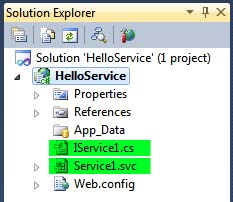 Solution Explorer
Solution 'HelloService' (1 project)
HelloService
Properties
References
App_Data
IService1.cs
Service1.svc
Web.config